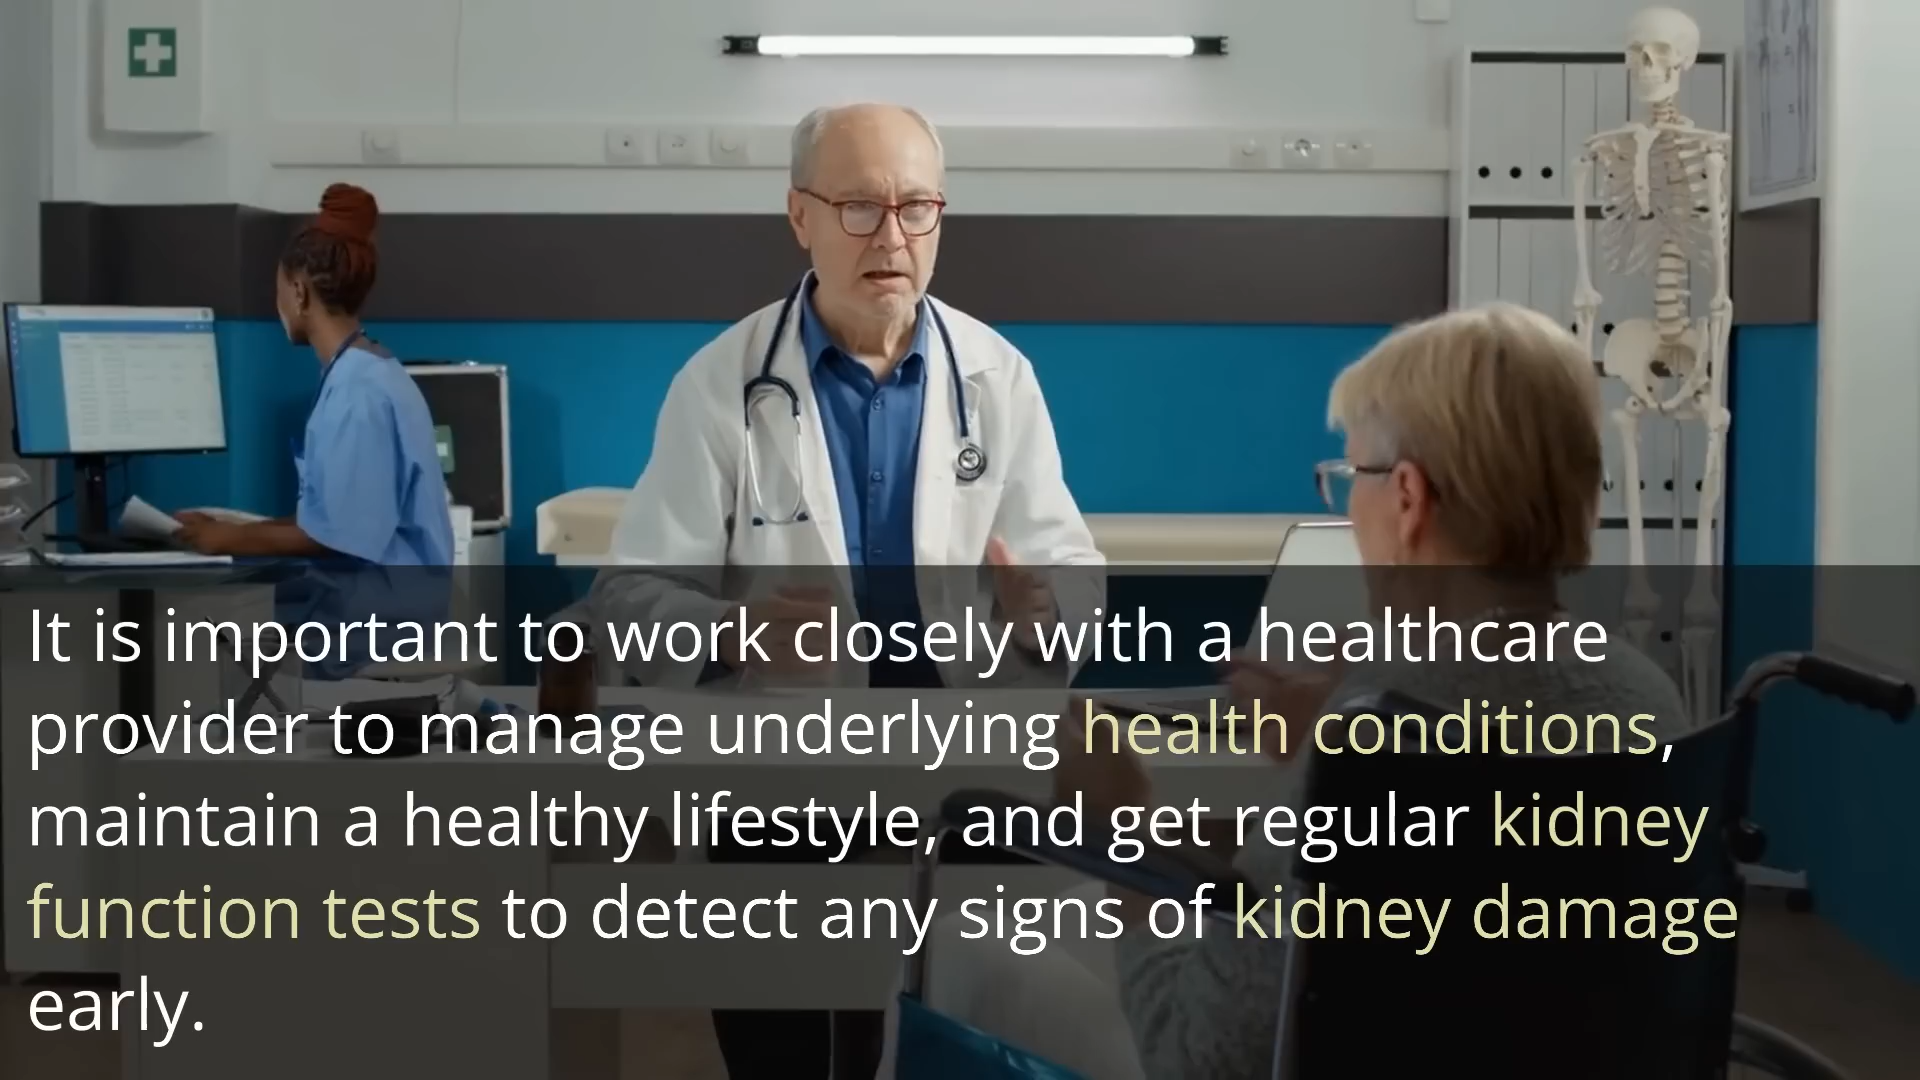 It is important to work closely with a healthcare
provider to manage underlying health conditions,
maintain a healthy lifestyle, and get regular kidney
function tests to detect any signs of kidney damage
early.